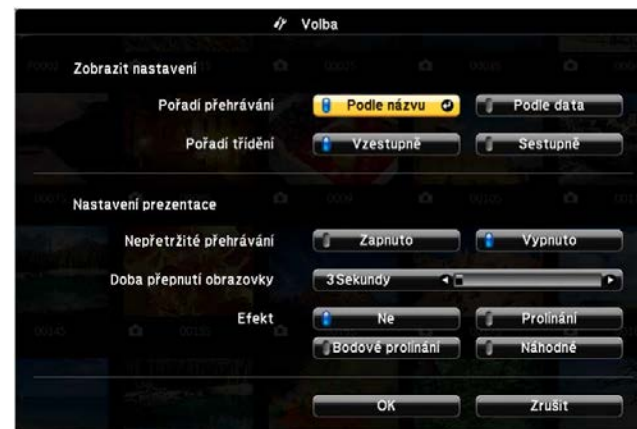 Volba
Zobrazit nastavení
Pořadí přehrávání Podle názvu Podle data
Pořadí třídění Vzestupně Sestupně
Nastavení prezentace
Nepřetržité přehrávání Zapnuto Vypnuto
Doba přepnutí obrazovky 3Sekundy
Efekt Ne Prolínání
Bodové prolínání Náhodné
OK Zrušit